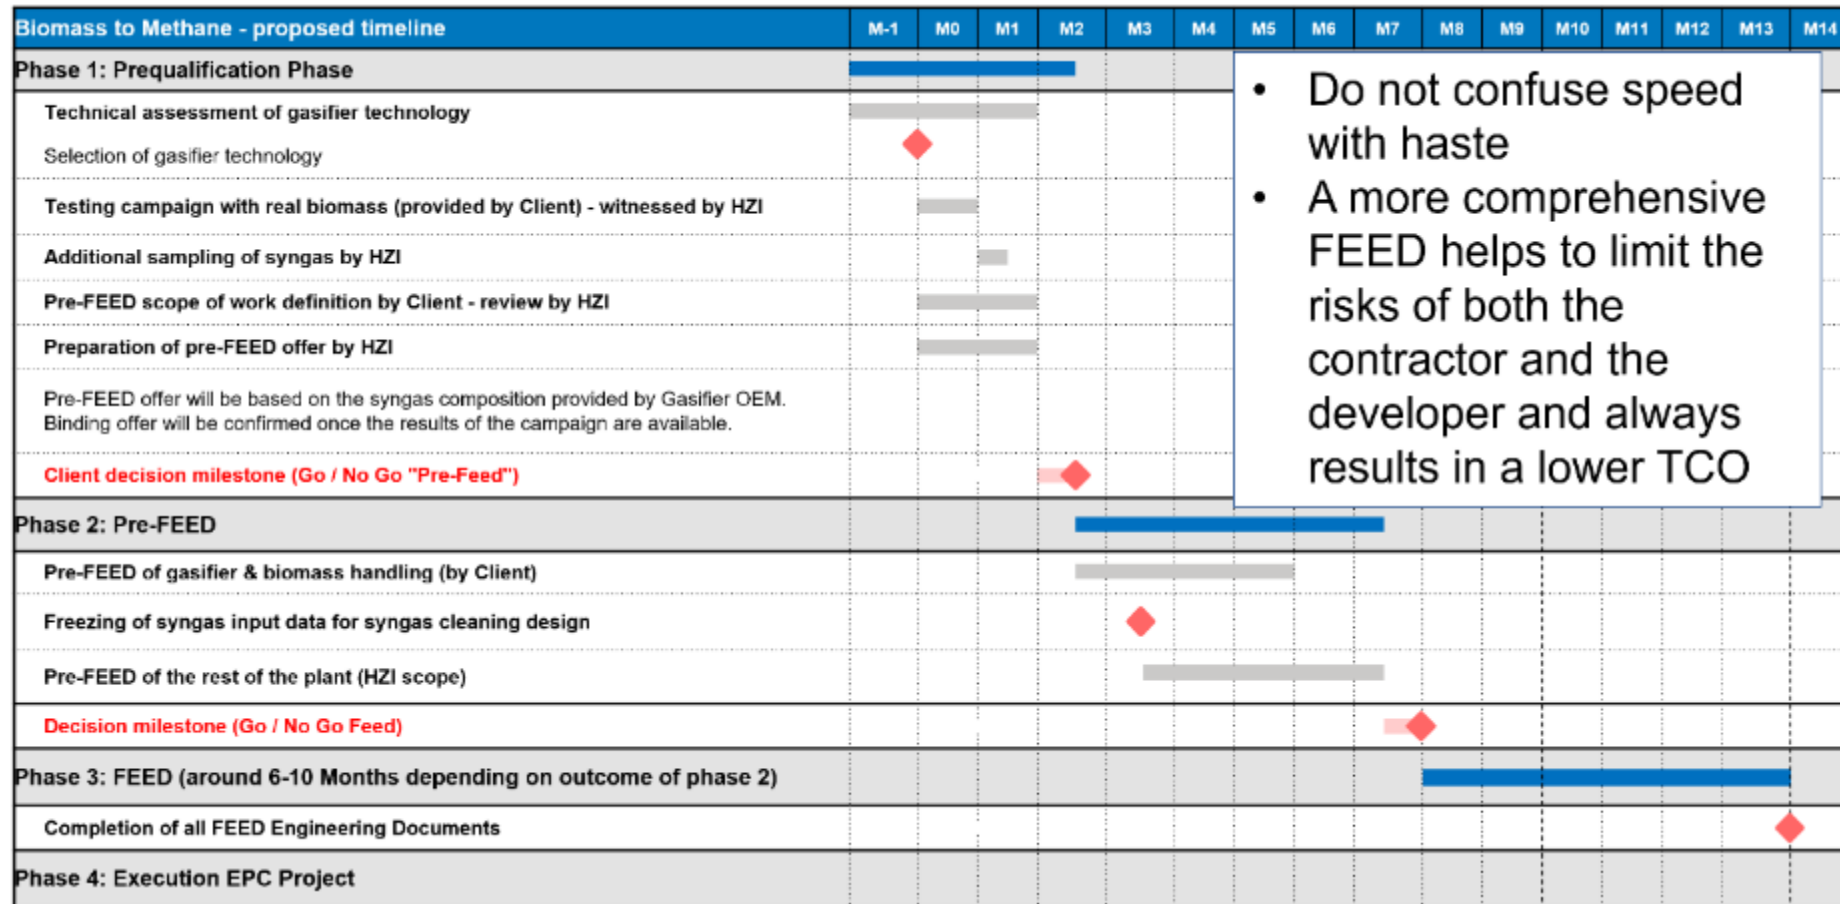 Biomass to Methane - proposed timeline M-1 M0 M1 M2 M3 M4 M5 M6 M7 M8 M9 M10 M11 M12 M13 M14
Phase 1: Prequalification Phase
Technical assessment of gasifier technology
Selection of gasifier technology
Testing campaign with real biomass (provided by Client) - witnessed by HZI
Additional sampling of syngas by HZI
Pre-FEED scope of work definition by Client - review by HZI
Preparation of pre-FEED offer by HZI
Pre-FEED offer will be based on the syngas composition provided by Gasifier OEM.
Binding offer will be confirmed once the results of the campaign are available.
Client decision milestone (Go / No Go "Pre-Feed")
• Do not confuse speed
with haste
• A more comprehensive
FEED helps to limit the
risks of both the
contractor and the
developer and always
results in a lower TCO
Phase 2: Pre-FEED
Pre-FEED of gasifier & biomass handling (by Client)
Freezing of syngas input data for syngas cleaning design
Pre-FEED of the rest of the plant (HZI scope)
Decision milestone (Go / No Go Feed)
Phase 3: FEED (around 6-10 Months depending on outcome of phase 2)
Completion of all FEED Engineering Documents
Phase 4: Execution EPC Project